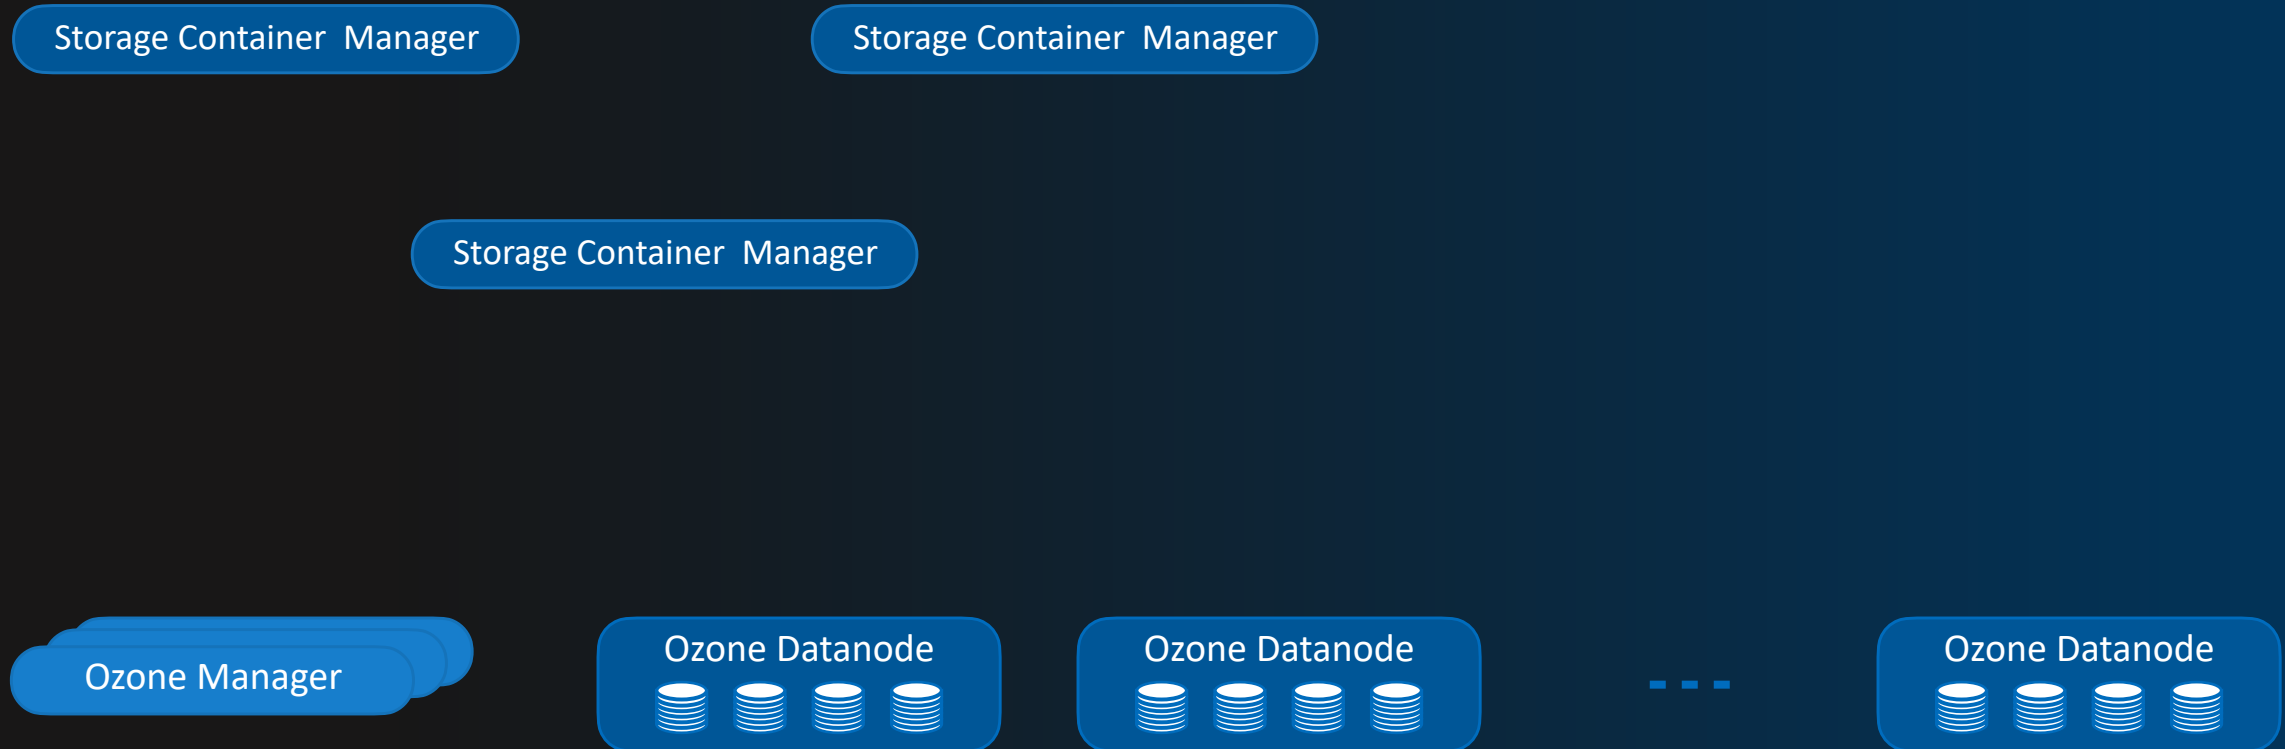 Storage Container  Manager
Storage Container  Manager
Storage Container  Manager
Ozone Manager
Ozone Datanode
Ozone Datanode
Ozone Datanode